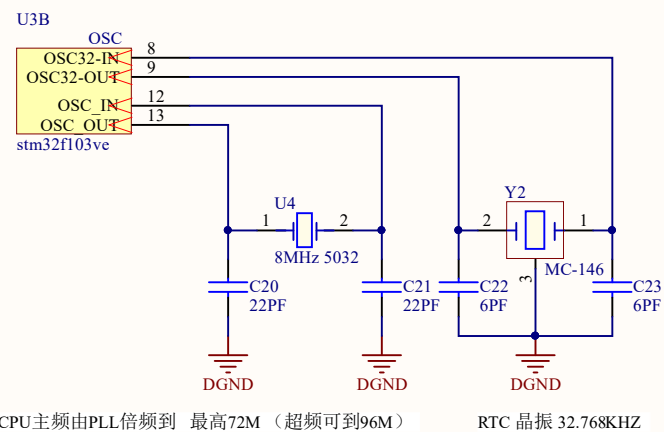 U3B
OSC
OSC32-IN 8
OSC32-OUT 9
OSC_IN 12
OSC_OUT 13
stm32f103ve
U4
1 2
8MHz 5032
Y2
2 1
3
MC-146
C20
22PF
C21
22PF
C22
6PF
C23
6PF
DGND
DGND
DGND
CPU主频由PLL倍频到 最高72M （超频可到96M）
RTC 晶振 32.768KHZ